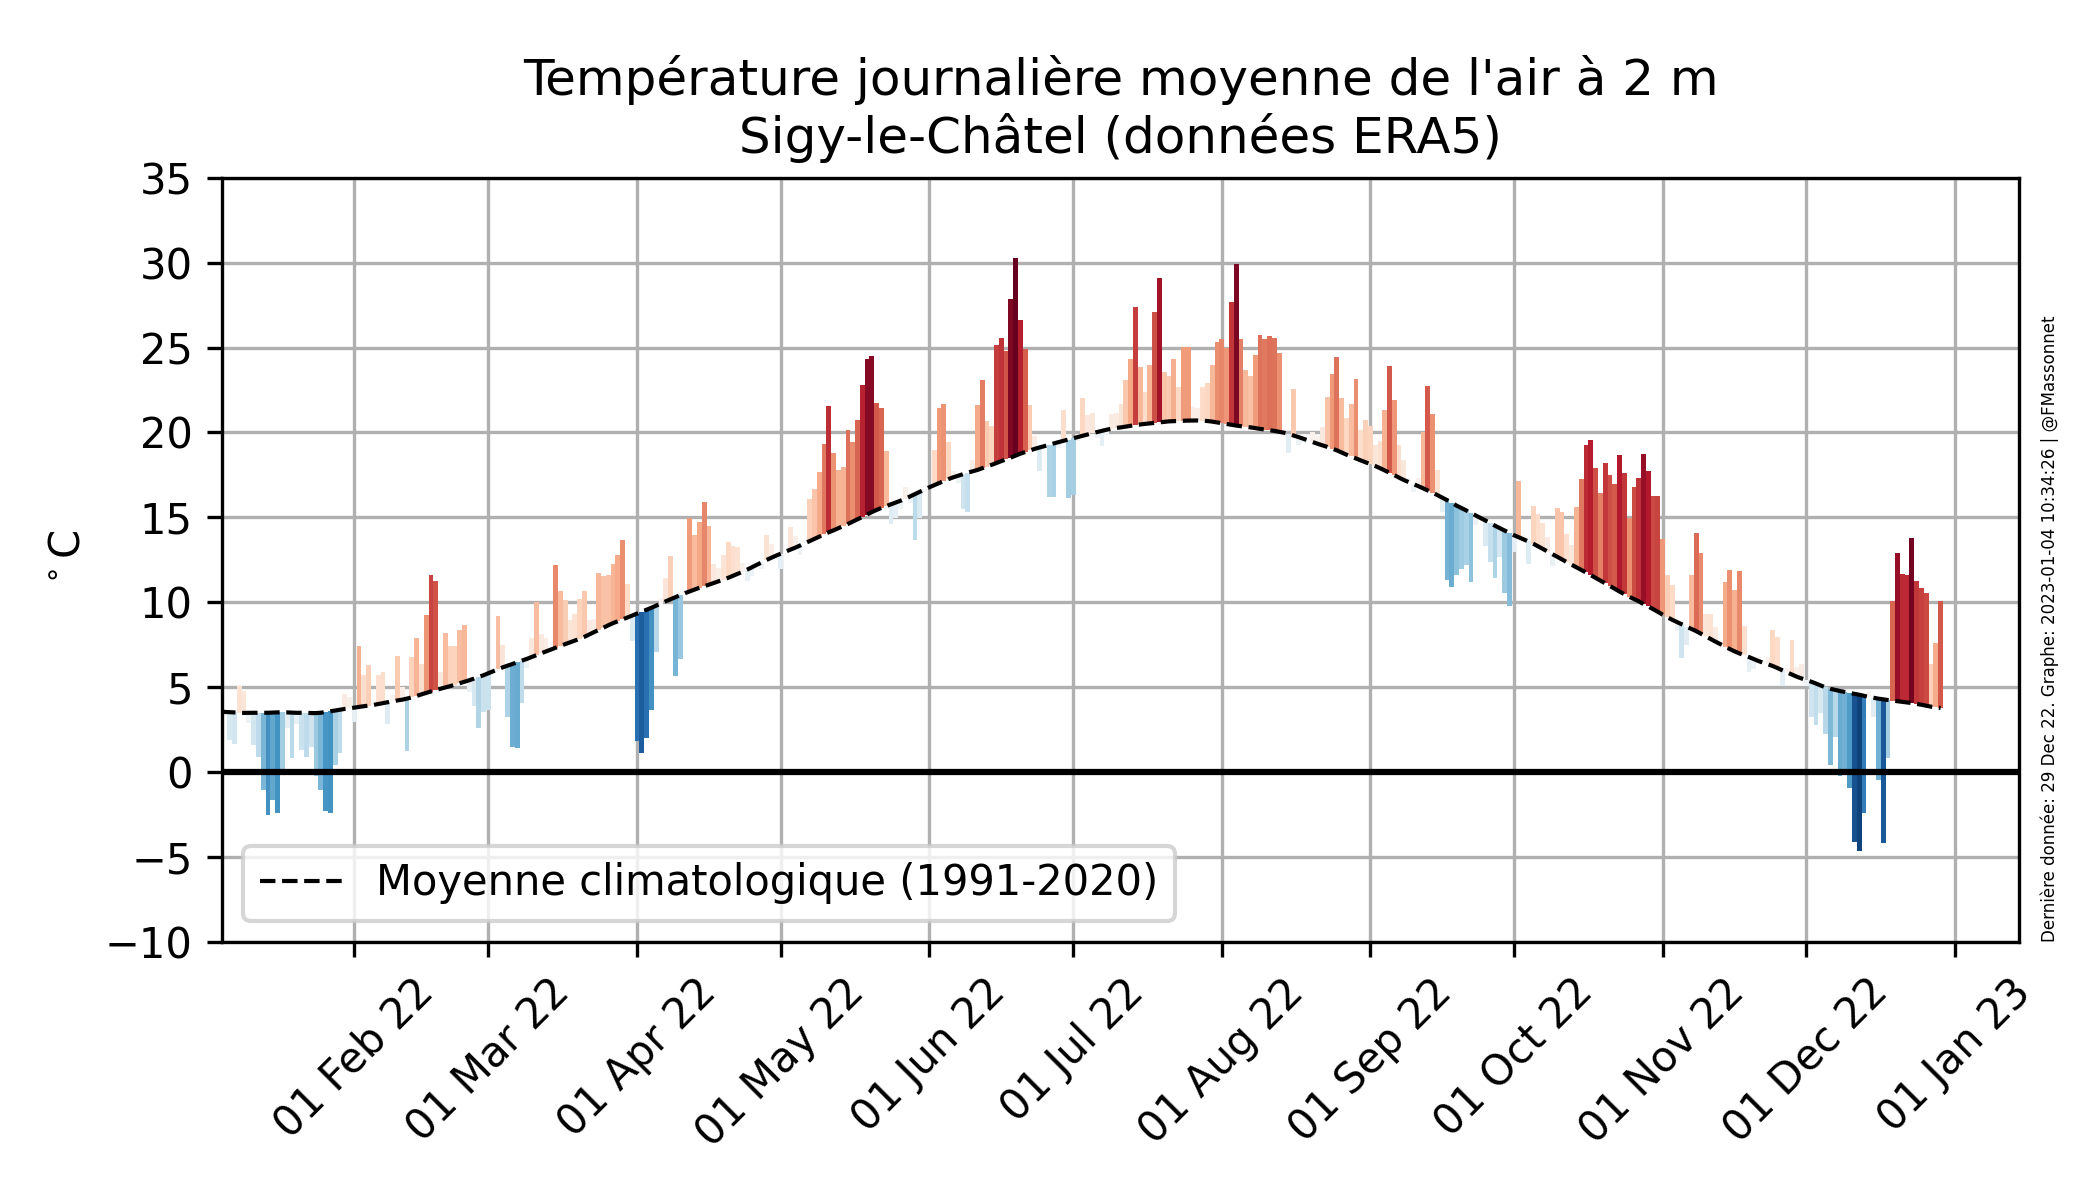 Température journalière moyenne de l'air à 2 m
Sigy-le-Châtel (données ERA5)
35
30
25
20
15
10
5
0
−5
−10
°C
Moyenne climatologique (1991-2020)
01 Feb 22
01 Mar 22
01 Apr 22
01 May 22
01 Jun 22
01 Jul 22
01 Aug 22
01 Sep 22
01 Oct 22
01 Nov 22
01 Dec 22
01 Jan 23
Dernière donnée: 29 Dec 22. Graphe: 2023-01-04 10:34:26 | @FMassonnet